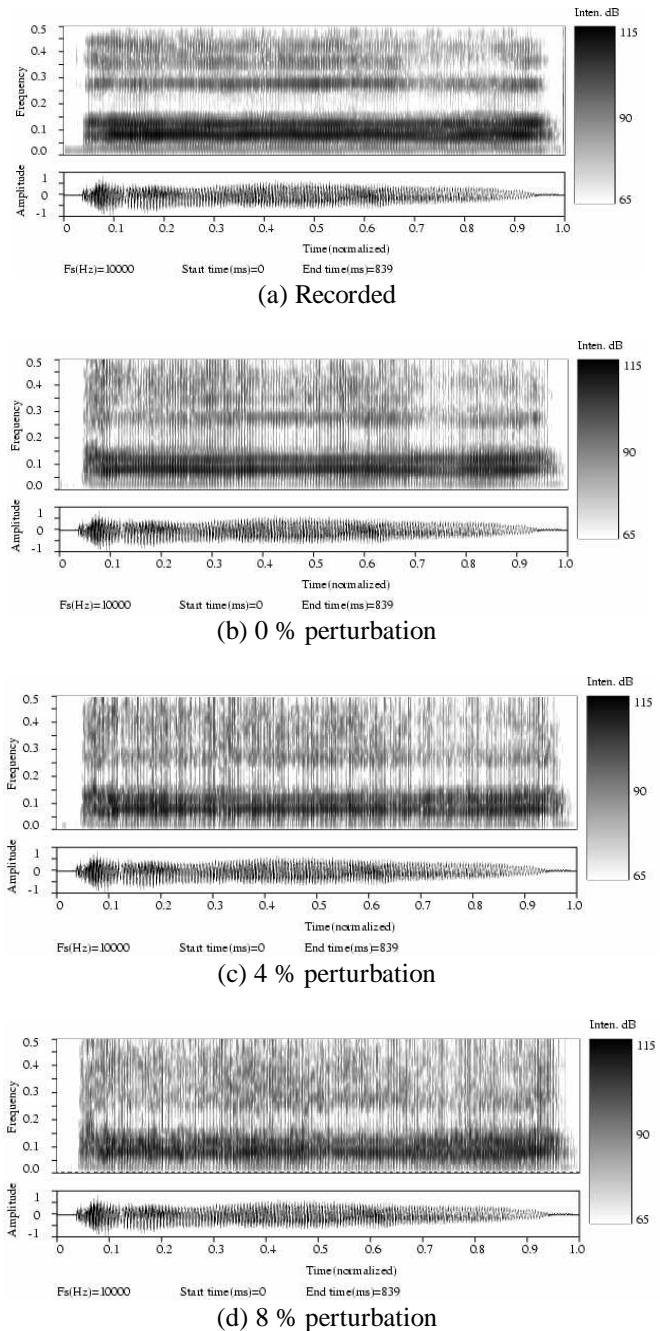 Inten. dB
0.5
0.4
0.3
0.2
0.1
0.0
Frequency
115
90
65
1
0
-1
Amplitude
0 0.1 0.2 0.3 0.4 0.5 0.6 0.7 0.8 0.9 1.0
Time(normalized)
Fs(Hz)=10000 Start time(ms)=0 End time(ms)=839
(a) Recorded
Inten. dB
0.5
0.4
0.3
0.2
0.1
0.0
Frequency
115
90
65
1
0
-1
Amplitude
0 0.1 0.2 0.3 0.4 0.5 0.6 0.7 0.8 0.9 1.0
Time(normalized)
Fs(Hz)=10000 Start time(ms)=0 End time(ms)=839
(b) 0 % perturbation
Inten. dB
0.5
0.4
0.3
0.2
0.1
0.0
Frequency
115
90
65
1
0
-1
Amplitude
0 0.1 0.2 0.3 0.4 0.5 0.6 0.7 0.8 0.9 1.0
Time(normalized)
Fs(Hz)=10000 Start time(ms)=0 End time(ms)=839
(c) 4 % perturbation
Inten. dB
0.5
0.4
0.3
0.2
0.1
0.0
Frequency
115
90
65
1
0
-1
Amplitude
0 0.1 0.2 0.3 0.4 0.5 0.6 0.7 0.8 0.9 1.0
Time(normalized)
Fs(Hz)=10000 Start time(ms)=0 End time(ms)=839
(d) 8 % perturbation